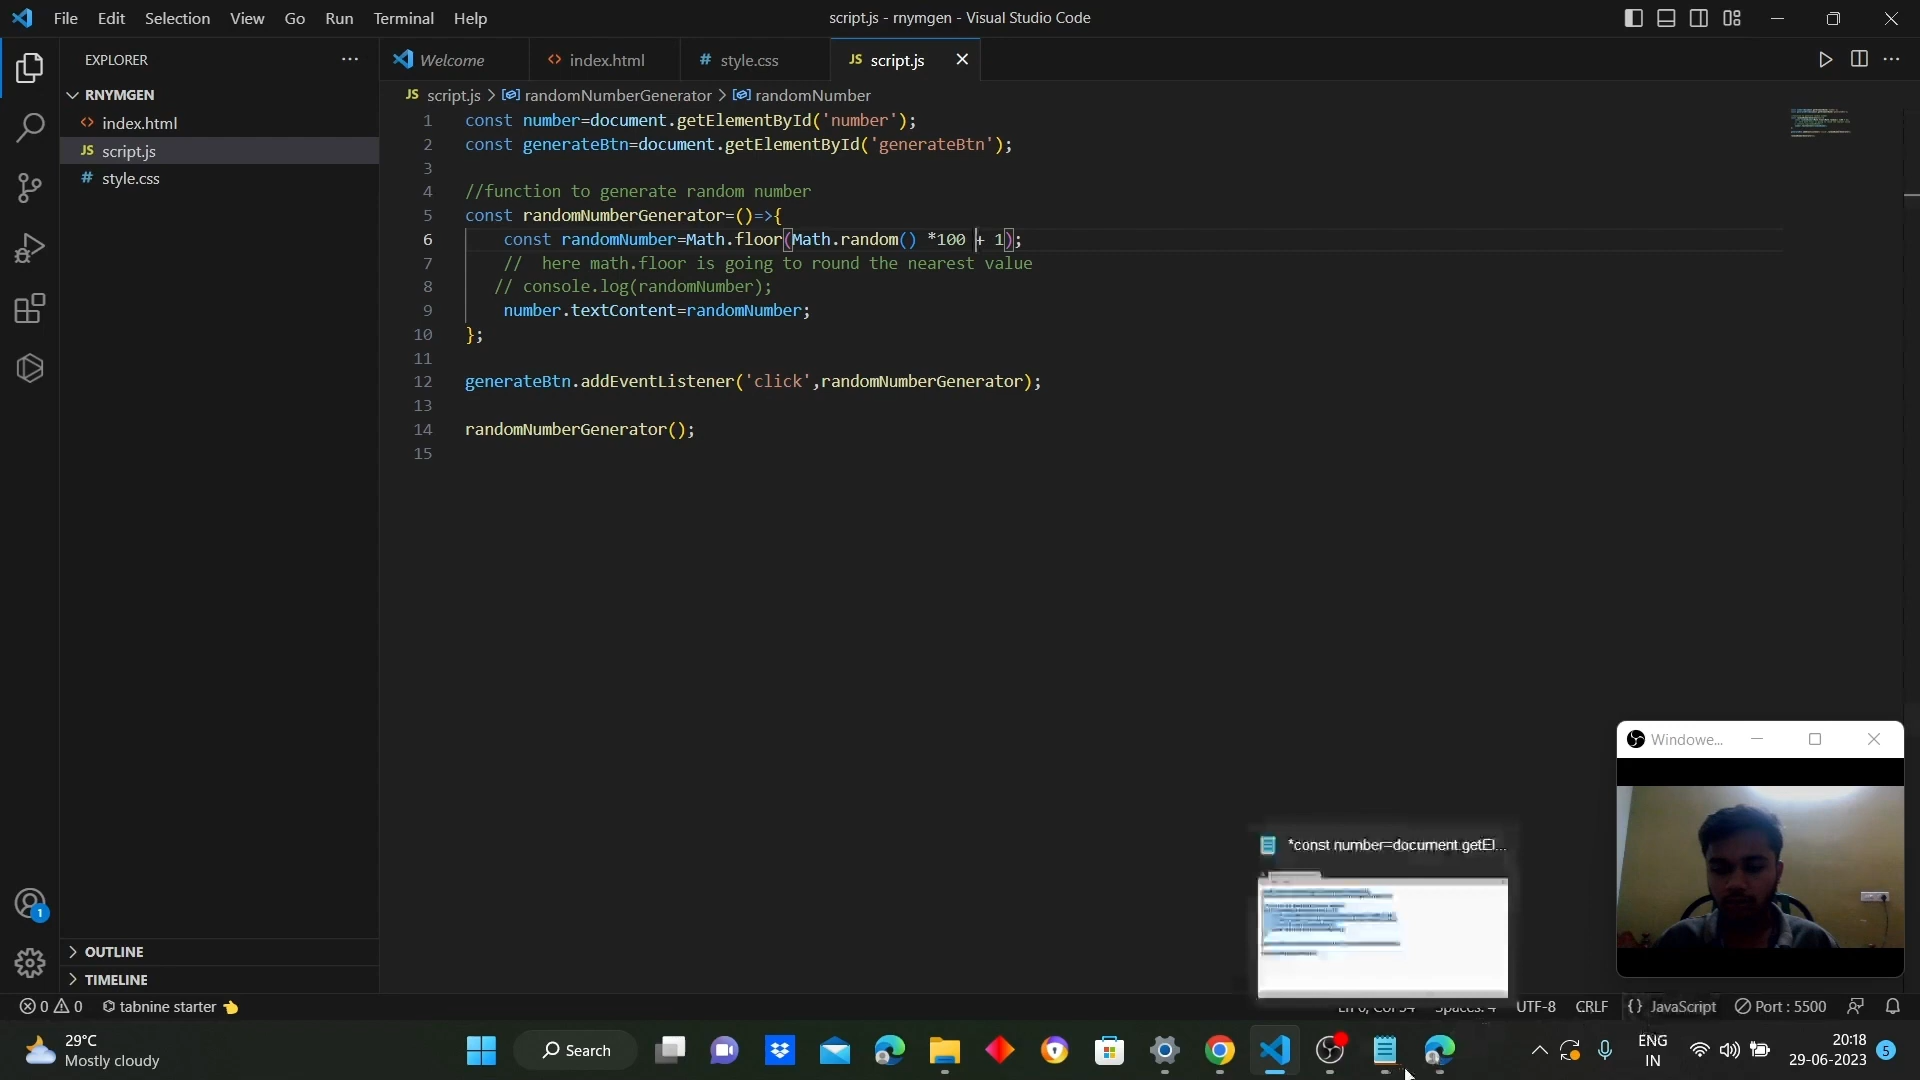 File Edit Selection View Go Run Terminal Help
script.js - rnymgen - Visual Studio Code
EXPLORER
RNYMGEN
index.html
JS script.js
# style.css
OUTLINE
TIMELINE
Welcome
<> index.html
# style.css
JS script.js
JS script.js > randomNumberGenerator > randomNumber
1 const number=document.getElementById('number');
2 const generateBtn=document.getElementById('generateBtn');
3
4 //function to generate random number
5 const randomNumberGenerator=()=>{
6 const randomNumber=Math.floor(Math.random() *100 + 1);
7 // here math.floor is going to round the nearest value
8 // console.log(randomNumber);
9 number.textContent=randomNumber;
10 };
11
12 generateBtn.addEventListener('click',randomNumberGenerator);
13
14 randomNumberGenerator();
15
Windowe...
*const number=document.getEl...
1
0 0 tabnine starter
UTF-8 CRLF {} JavaScript Port : 5500
29°C
Mostly cloudy
Search
ENG
IN
20:18
29-06-2023
5